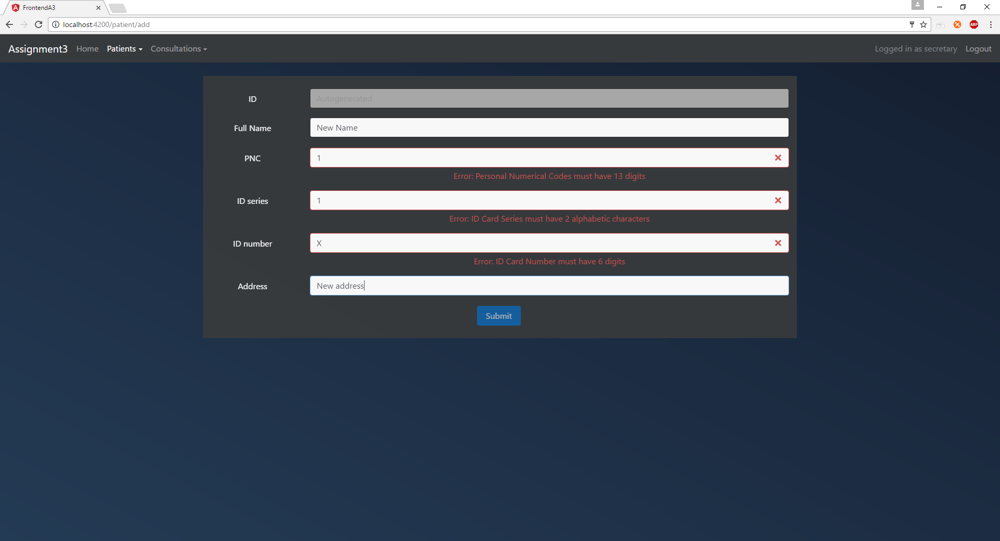 FrontendA3
localhost:4200/patient/add
ABP
Assignment3 Home Patients Consultations Logged in as secretary Logout
ID Autogenerated
Full Name New Name
PNC 1
Error: Personal Numerical Codes must have 13 digits
ID series 1
Error: ID Card Series must have 2 alphabetic characters
ID number X
Error: ID Card Number must have 6 digits
Address New address
Submit